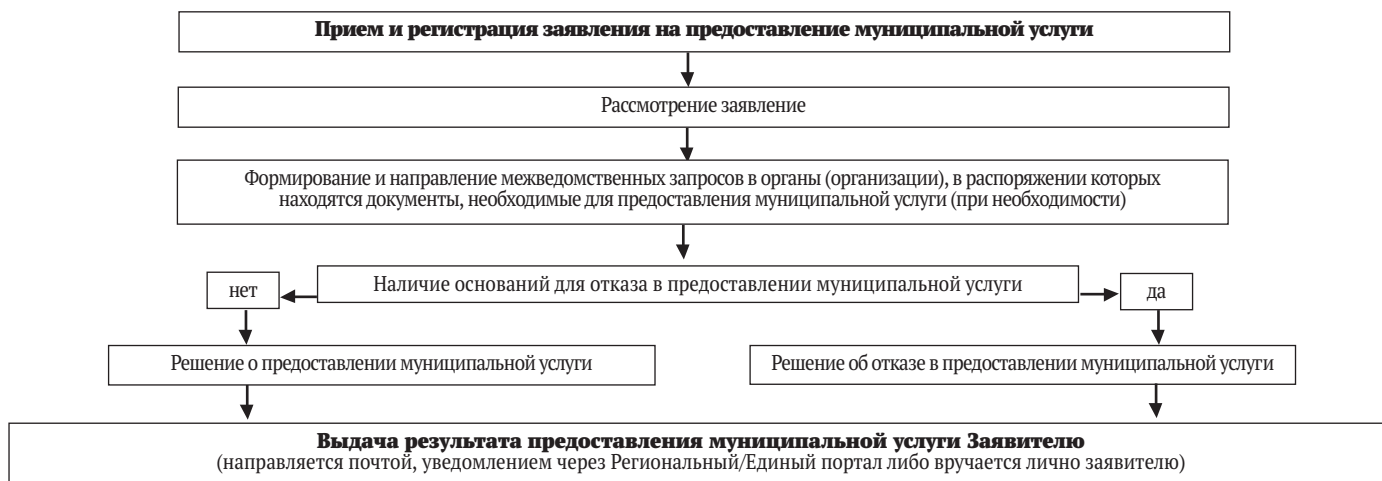 Прием и регистрация заявления на предоставление муниципальной услуги
Рассмотрение заявление
Формирование и направление межведомственных запросов в органы (организации), в распоряжении которых
находятся документы, необходимые для предоставления муниципальной услуги (при необходимости)
нет
Наличие оснований для отказа в предоставлении муниципальной услуги
да
Решение о предоставлении муниципальной услуги
Решение об отказе в предоставлении муниципальной услуги
Выдача результата предоставления муниципальной услуги Заявителю
(направляется почтой, уведомлением через Региональный/Единый портал либо вручается лично заявителю)